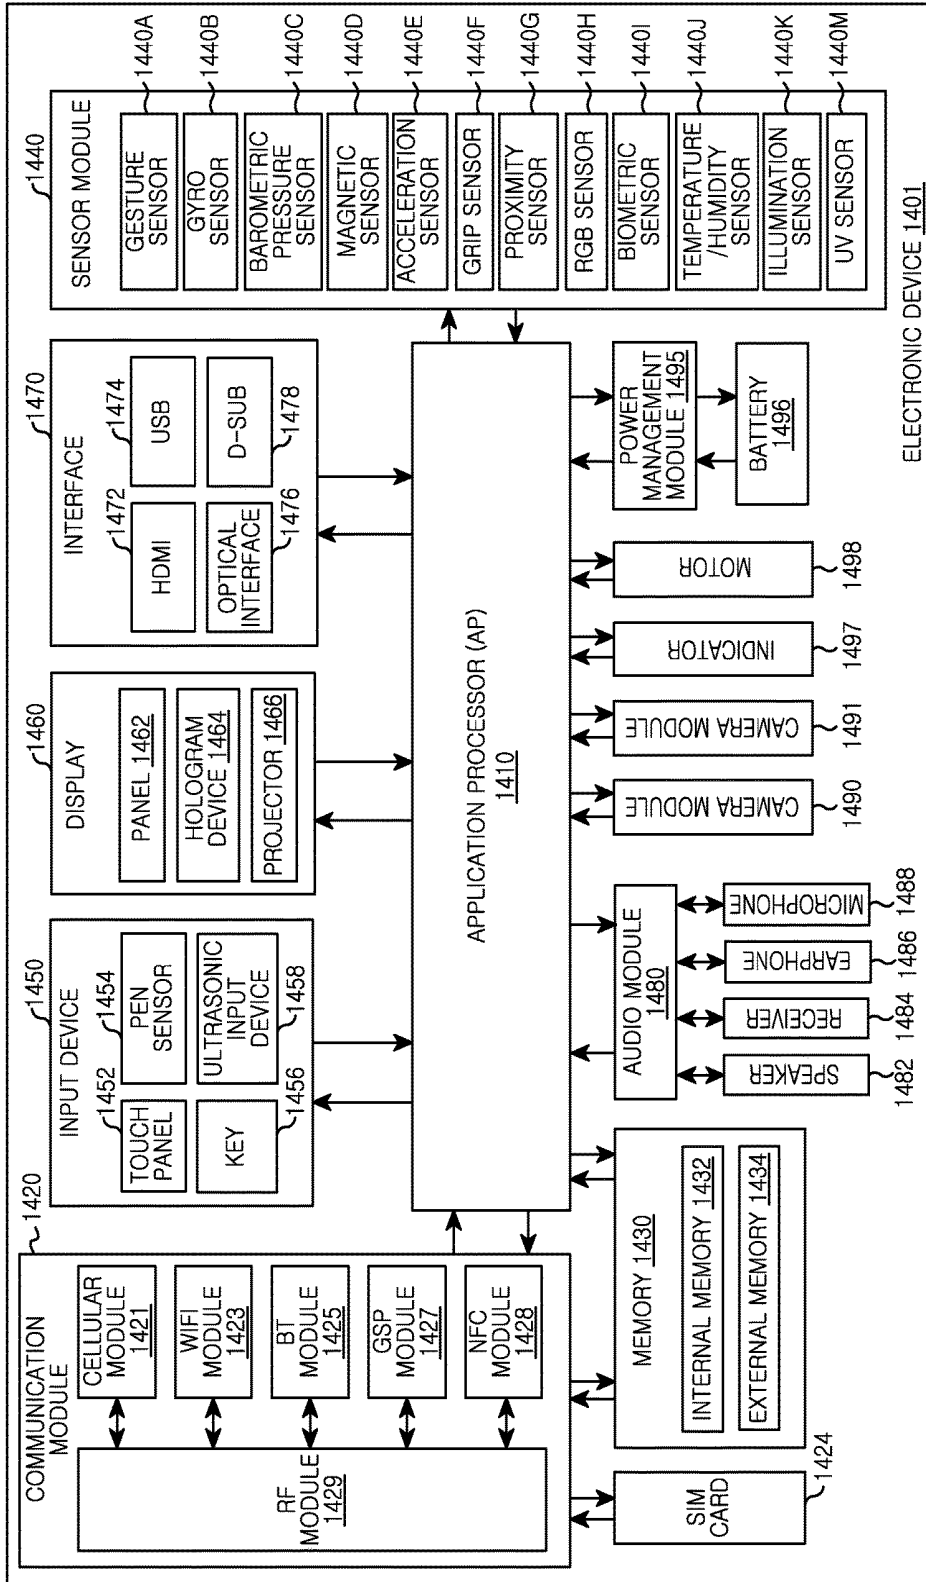 COMMUNICATION
MODULE
1420
CELLULAR
MODULE
1421
WIFI
MODULE
1423
BT
MODULE
1425
GSP
MODULE
1427
NFC
MODULE
1428
RF
MODULE
1429
INPUT DEVICE
1450
1452
TOUCH
PANEL
1454
PEN
SENSOR
KEY
1456
ULTRASONIC
INPUT
DEVICE
1458
DISPLAY
1460
PANEL 1462
HOLOGRAM
DEVICE 1464
PROJECTOR 1466
INTERFACE
1470
1472
HDMI
1474
USB
OPTICAL
INTERFACE
1476
D-SUB
1478
SENSOR MODULE
1440
GESTURE
SENSOR
1440A
GYRO
SENSOR
1440B
BAROMETRIC
PRESSURE
SENSOR
1440C
MAGNETIC
SENSOR
1440D
ACCELERATION
SENSOR
1440E
GRIP SENSOR
1440F
PROXIMITY
SENSOR
1440G
RGB SENSOR
1440H
BIOMETRIC
SENSOR
1440I
TEMPERATURE
/HUMIDITY
SENSOR
1440J
ILLUMINATION
SENSOR
1440K
UV SENSOR
1440M
APPLICATION PROCESSOR (AP)
1410
SIM
CARD
1424
MEMORY 1430
INTERNAL MEMORY 1432
EXTERNAL MEMORY 1434
AUDIO MODULE
1480
SPEAKER
1482
RECEIVER
1484
EARPHONE
1486
MICROPHONE
1488
CAMERA MODULE
1490
CAMERA MODULE
1491
INDICATOR
1497
MOTOR
1498
POWER
MANAGEMENT
MODULE 1495
BATTERY
1496
ELECTRONIC DEVICE 1401